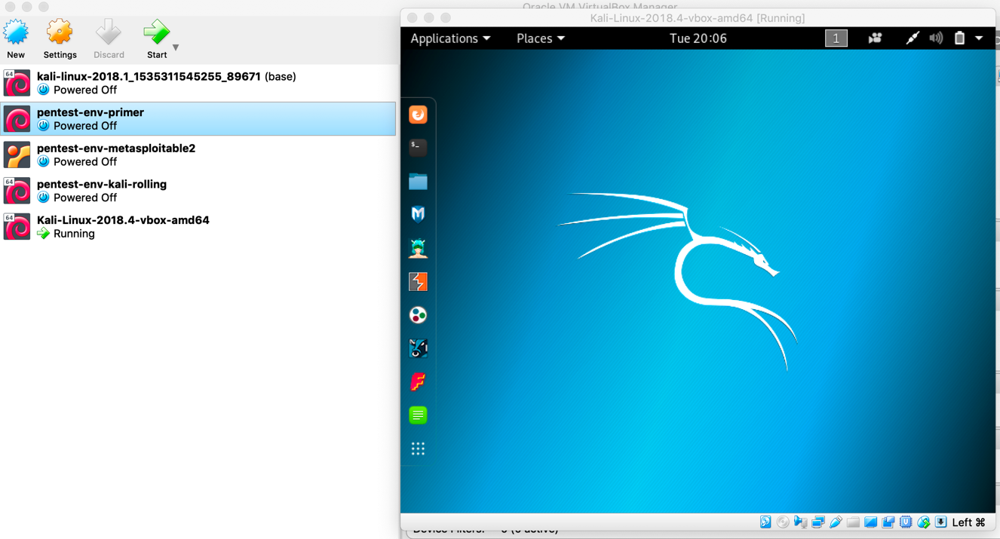 Oracle VM VirtualBox Manager
New
Settings
Discard
Start
64
kali-linux-2018.1_1535311545255_89671 (base)
Powered Off
pentest-env-primer
Powered Off
pentest-env-metasploitable2
Powered Off
64
pentest-env-kali-rolling
Powered Off
64
Kali-Linux-2018.4-vbox-amd64
Running
Kali-Linux-2018.4-vbox-amd64 [Running]
Applications
Places
Tue 20:06
1
$_
Left ⌘
Device Filters: 0 (0 active)